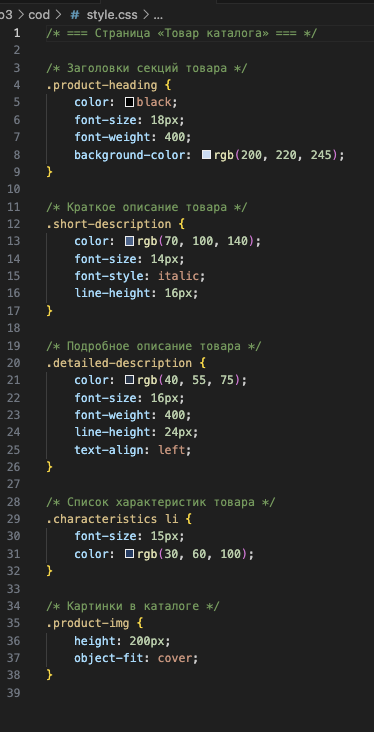 o3 > cod > # style.css > ...
1 /* === Страница «Товар каталога» === */
2
3 /* Заголовки секций товара */
4 .product-heading {
5     color: black;
6     font-size: 18px;
7     font-weight: 400;
8     background-color: rgb(200, 220, 245);
9 }
10
11 /* Краткое описание товара */
12 .short-description {
13     color: rgb(70, 100, 140);
14     font-size: 14px;
15     font-style: italic;
16     line-height: 16px;
17 }
18
19 /* Подробное описание товара */
20 .detailed-description {
21     color: rgb(40, 55, 75);
22     font-size: 16px;
23     font-weight: 400;
24     line-height: 24px;
25     text-align: left;
26 }
27
28 /* Список характеристик товара */
29 .characteristics li {
30     font-size: 15px;
31     color: rgb(30, 60, 100);
32 }
33
34 /* Картинки в каталоге */
35 .product-img {
36     height: 200px;
37     object-fit: cover;
38 }
39